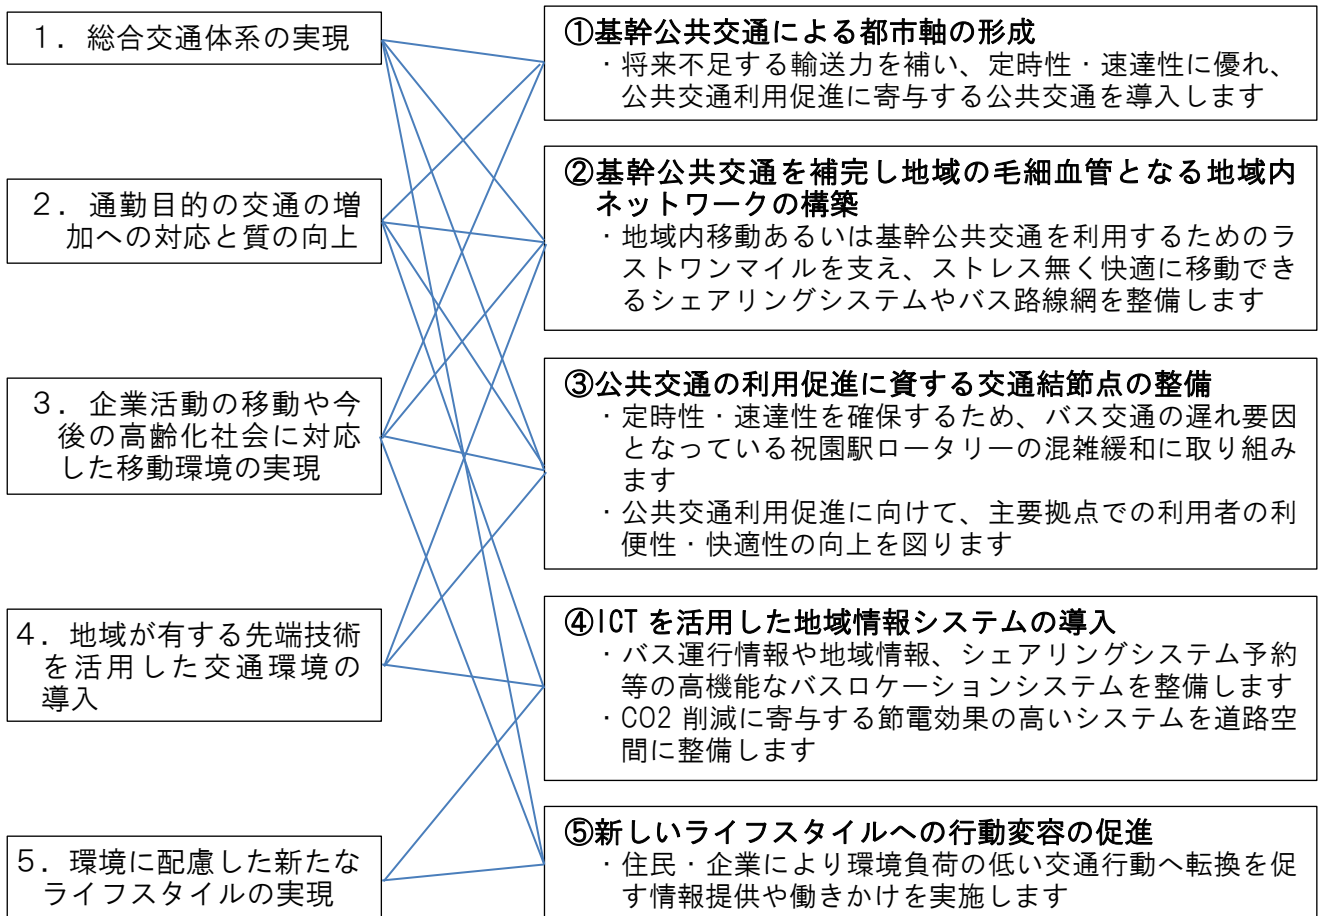 1．総合交通体系の実現
2．通勤目的の交通の増
加への対応と質の向上
3．企業活動の移動や今
後の高齢化社会に対応
した移動環境の実現
4．地域が有する先端技術
を活用した交通環境の
導入
5．環境に配慮した新たな
ライフスタイルの実現
①基幹公共交通による都市軸の形成
・将来不足する輸送力を補い、定時性・速達性に優れ、
公共交通利用促進に寄与する公共交通を導入します
②基幹公共交通を補完し地域の毛細血管となる地域内
ネットワークの構築
・地域内移動あるいは基幹公共交通を利用するためのラ
ストワンマイルを支え、ストレス無く快適に移動でき
るシェアリングシステムやバス路線網を整備します
③公共交通の利用促進に資する交通結節点の整備
・定時性・速達性を確保するため、バス交通の遅れ要因
となっている祝園駅ロータリーの混雑緩和に取り組み
ます
・公共交通利用促進に向けて、主要拠点での利用者の利
便性・快適性の向上を図ります
④ICT を活用した地域情報システムの導入
・バス運行情報や地域情報、シェアリングシステム予約
等の高機能なバスロケーションシステムを整備します
・CO2 削減に寄与する節電効果の高いシステムを道路空
間に整備します
⑤新しいライフスタイルへの行動変容の促進
・住民・企業により環境負荷の低い交通行動へ転換を促
す情報提供や働きかけを実施します